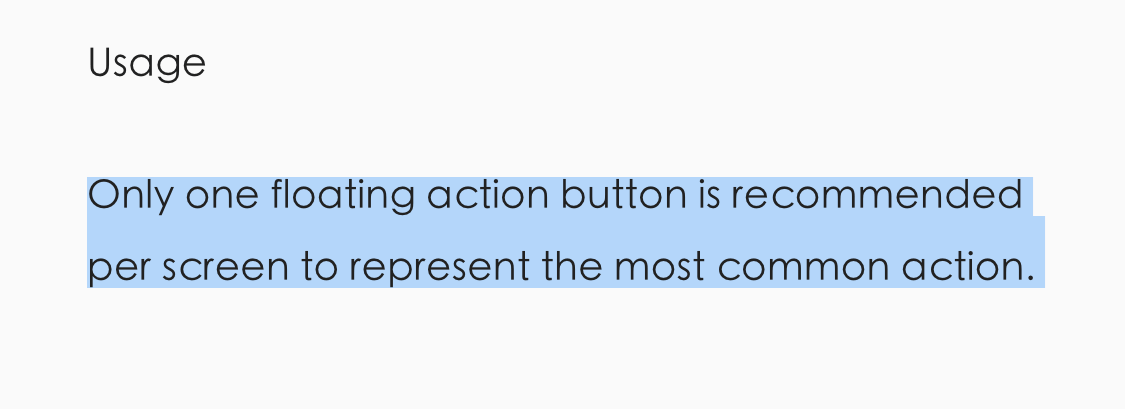 Usage
Only one floating action button is recommended
per screen to represent the most common action.